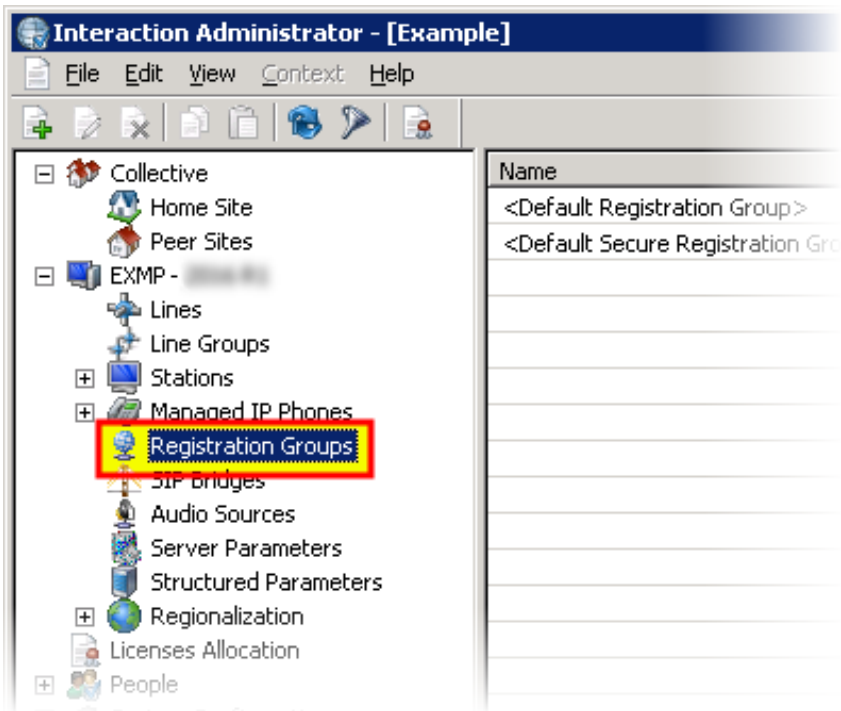 Interaction Administrator - [Example]
File Edit View Context Help
Collective
Home Site
Peer Sites
EXMP -
Lines
Line Groups
Stations
Managed IP Phones
Registration Groups
SIP Bridges
Audio Sources
Server Parameters
Structured Parameters
Regionalization
Licenses Allocation
People
Name
<Default Registration Group>
<Default Secure Registration Gro